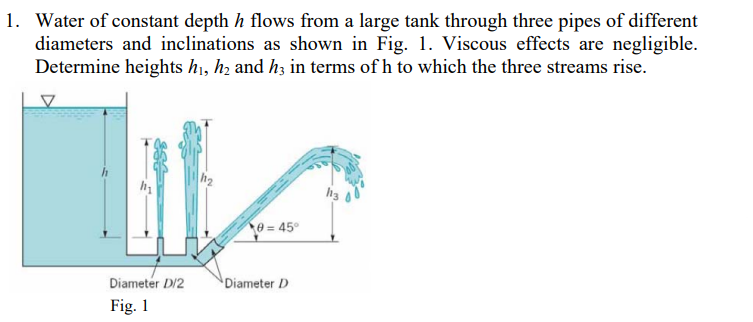 1. Water of constant depth h flows from a large tank through three pipes of different
diameters and inclinations as shown in Fig. 1. Viscous effects are negligible.
Determine heights h₁, h₂ and h₃ in terms of h to which the three streams rise.
h
h₁
h₂
h₃
θ = 45°
Diameter D/2
Diameter D
Fig. 1